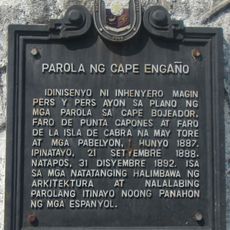 PAROLA NG CAPE ENGAÑO
IDINISENYO NI INHENYERO MAGIN
PERS Y PERS AYON SA PLANO NG
MGA PAROLA SA CAPE BOJEADOR,
FARO DE PUNTA CAPONES AT FARO
DE LA ISLA DE CABRA NA MAY TORE
AT MGA PABELYON, 1 HUNYO 1887.
IPINATAYO, 21 SETYEMBRE 1888.
NATAPOS, 31 DISYEMBRE 1892. ISA
SA MGA NATATANGING HALIMBAWA NG
ARKITEKTURA AT NALALABING
PAROLANG ITINAYO NOONG PANAHON
NG MGA ESPANYOL.